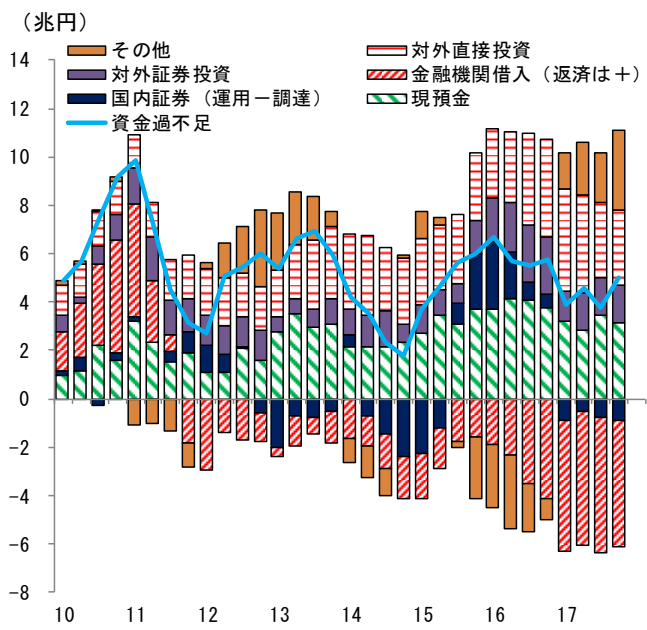 （兆円）
14
12
10
8
6
4
2
0
−2
−4
−6
−8
その他
対外直接投資
対外証券投資
金融機関借入（返済は＋）
国内証券（運用－調達）
現預金
資金過不足
10 11 12 13 14 15 16 17